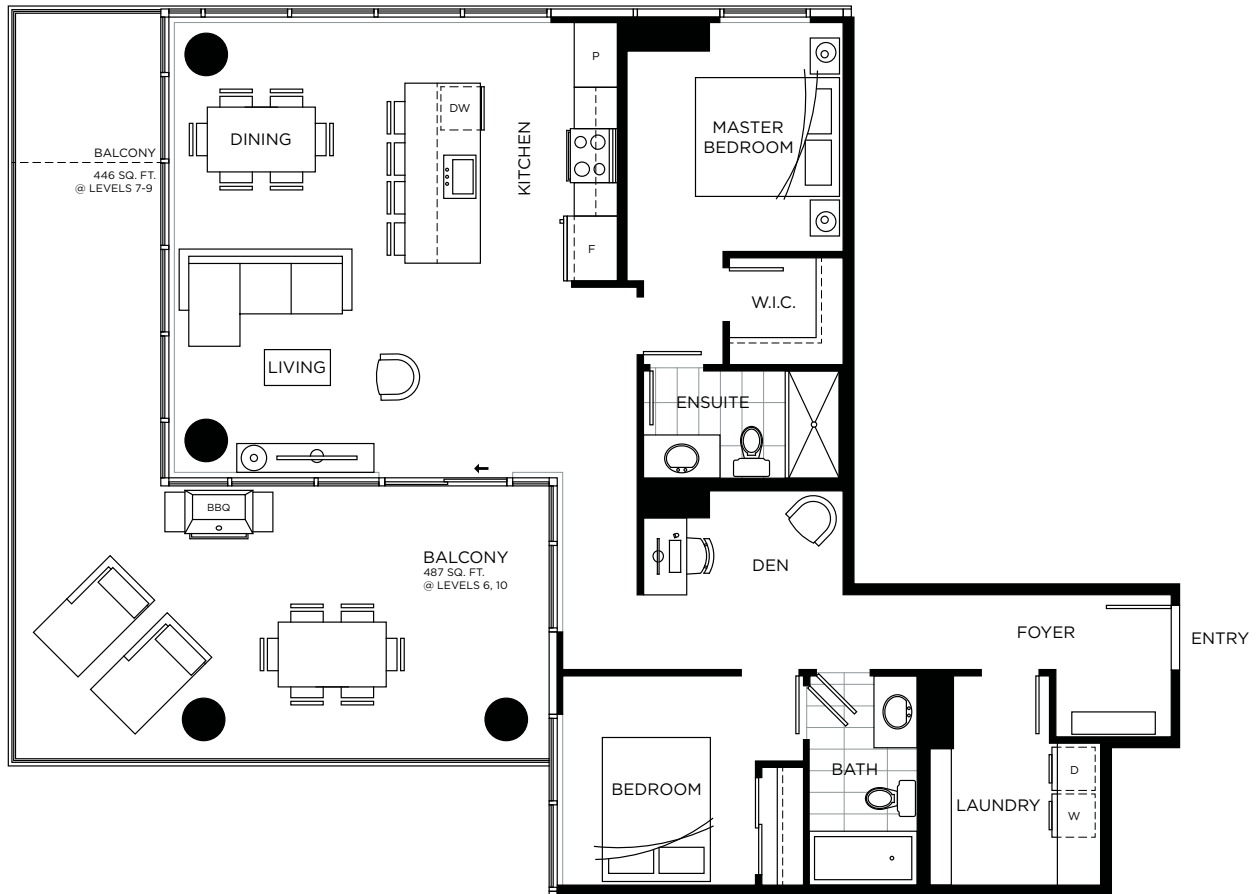 P
DW
MASTER
BEDROOM
DINING
KITCHEN
BALCONY
446 SQ. FT.
@ LEVELS 7-9
F
W.I.C.
LIVING
ENSUITE
BBQ
BALCONY
487 SQ. FT.
@ LEVELS 6, 10
DEN
FOYER
ENTRY
BEDROOM
BATH
D
LAUNDRY
W